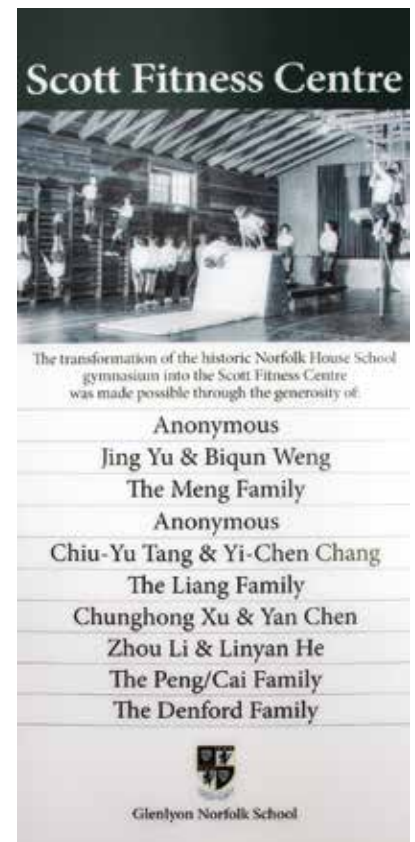 Scott Fitness Centre
The transformation of the historic Norfolk House School
gymnasium into the Scott Fitness Centre
was made possible through the generosity of:
Anonymous
Jing Yu & Biqun Weng
The Meng Family
Anonymous
Chiu-Yu Tang & Yi-Chen Chang
The Liang Family
Chunghong Xu & Yan Chen
Zhou Li & Linyan He
The Peng/Cai Family
The Denford Family
Glenlyon Norfolk School